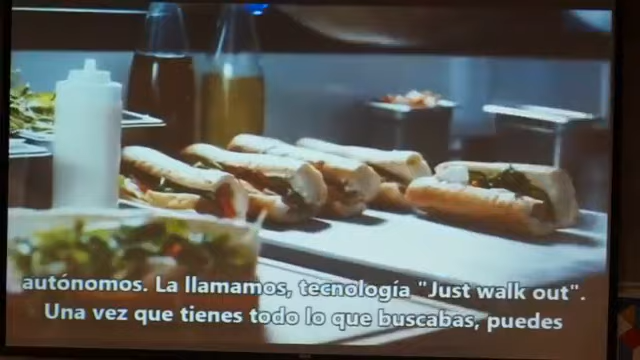 autónomos. La llamamos, tecnología "Just walk out".
Una vez que tienes todo lo que buscabas, puedes